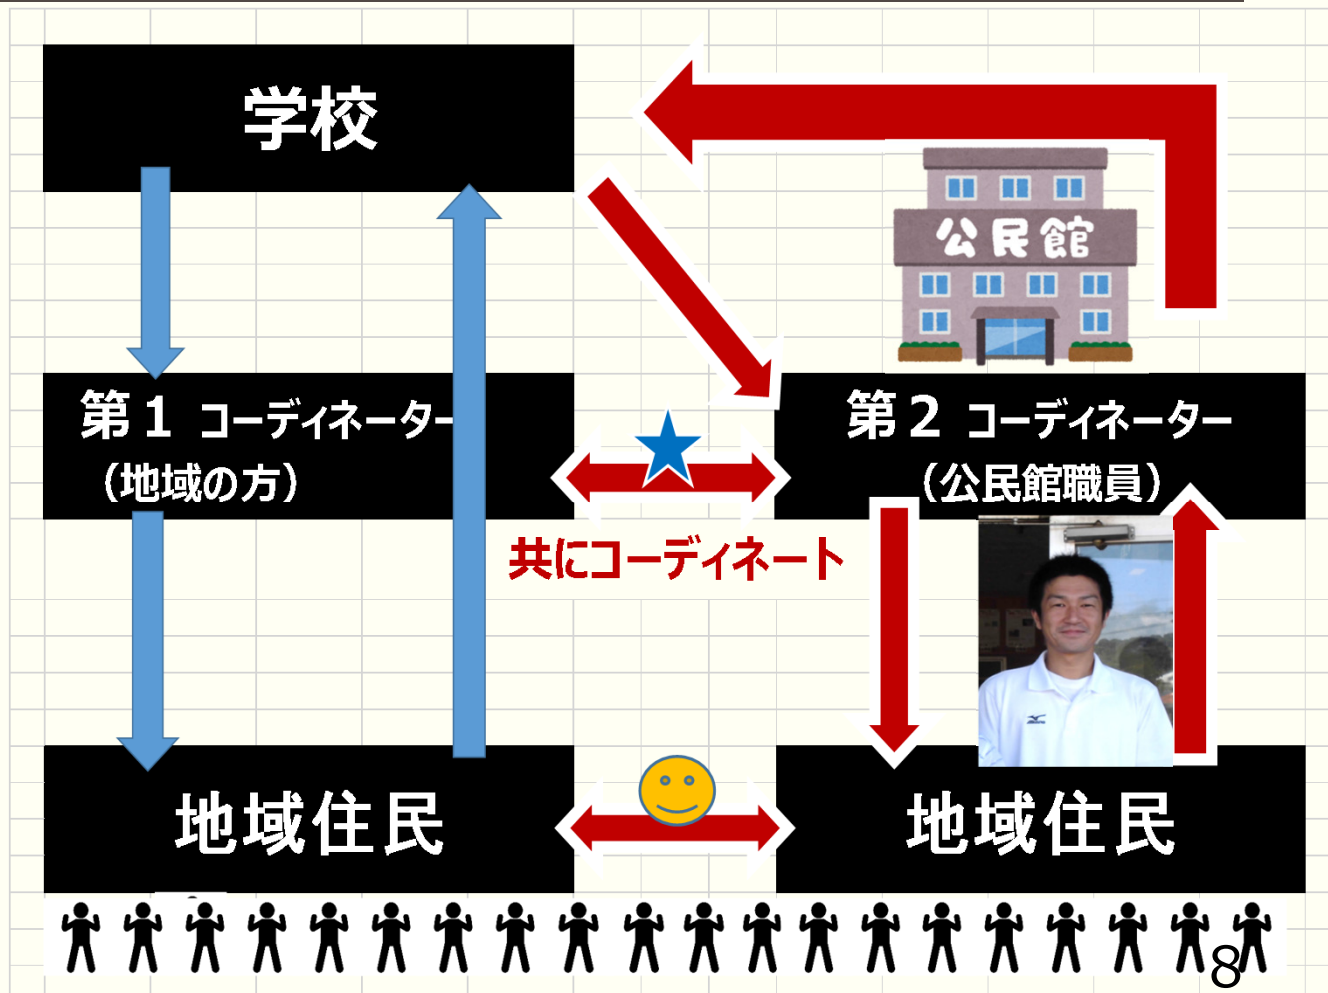 学校
公民館
第１ コーディネーター
（地域の方）
第２ コーディネーター
（公民館職員）
共にコーディネート
地域住民
地域住民
8